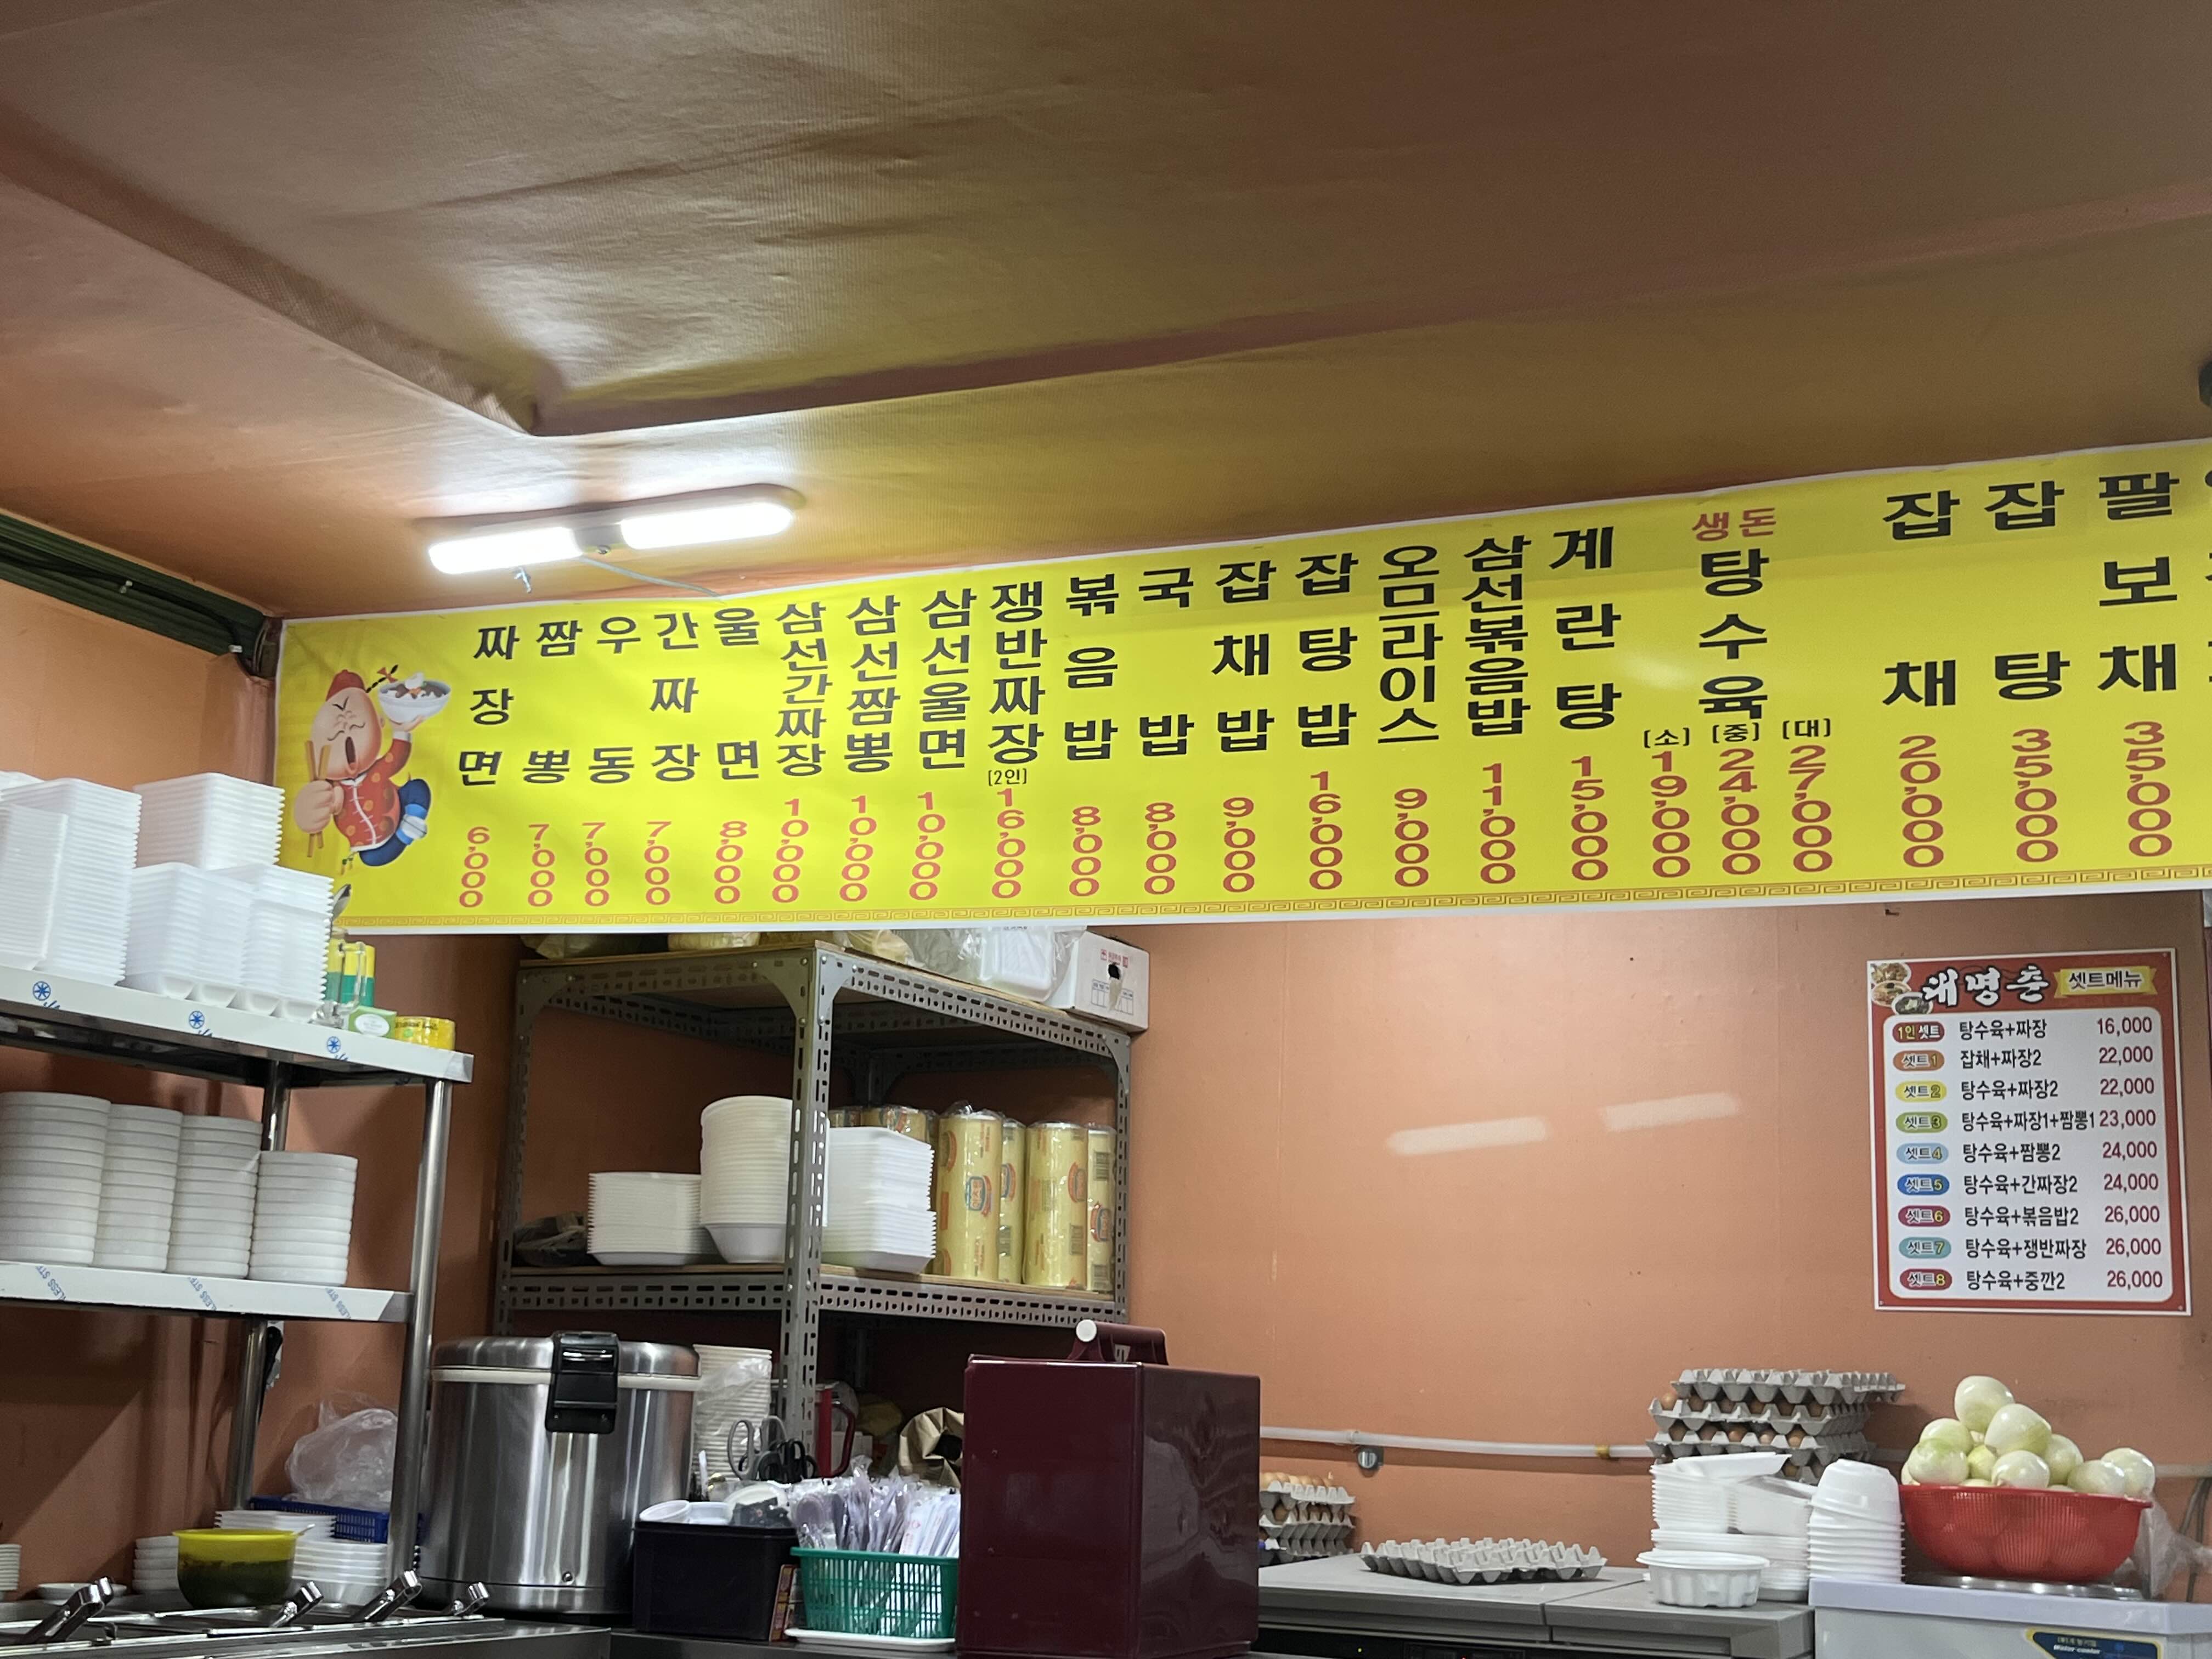 짜장면 6,000
짬뽕 7,000
우동 7,000
간짜장 7,000
울면 8,000
삼선간짜장 10,000
삼선짬뽕 10,000
삼선울면 10,000
쟁반짜장 [2인] 16,000
볶음밥 8,000
국밥 8,000
잡채밥 9,000
잡탕밥 16,000
오므라이스 9,000
삼선볶음밥 11,000
계란탕 15,000
생돈 탕수육
[소] 19,000
[중] 24,000
[대] 27,000
잡채 20,000
잡탕 35,000
팔보채 35,000
대명춘 셋트메뉴
1인셋트 탕수육+짜장 16,000
셋트1 잡채+짜장2 22,000
셋트2 탕수육+짜장2 22,000
셋트3 탕수육+짜장1+짬뽕1 23,000
셋트4 탕수육+짬뽕2 24,000
셋트5 탕수육+간짜장2 24,000
셋트6 탕수육+볶음밥2 26,000
셋트7 탕수육+쟁반짜장 26,000
셋트8 탕수육+중깐2 26,000
Water cooler